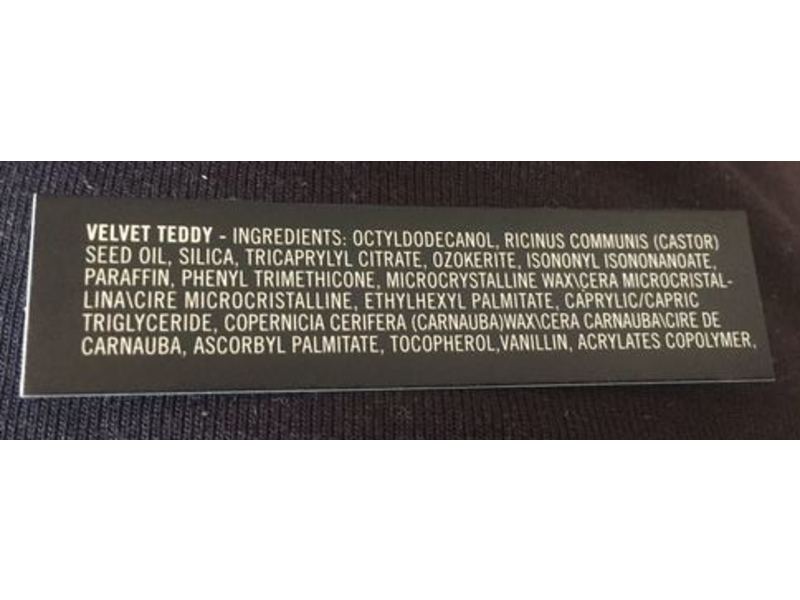 VELVET TEDDY - INGREDIENTS: OCTYLDODECANOL, RICINUS COMMUNIS (CASTOR)
SEED OIL, SILICA, TRICAPRYLYL CITRATE, OZOKERITE, ISONONYL ISONONANOATE,
PARAFFIN, PHENYL TRIMETHICONE, MICROCRYSTALLINE WAX\CERA MICROCRISTAL-
LINA\CIRE MICROCRISTALLINE, ETHYLHEXYL PALMITATE, CAPRYLIC/CAPRIC
TRIGLYCERIDE, COPERNICIA CERIFERA (CARNAUBA)WAX\CERA CARNAUBA\CIRE DE
CARNAUBA, ASCORBYL PALMITATE, TOCOPHEROL,VANILLIN, ACRYLATES COPOLYMER,